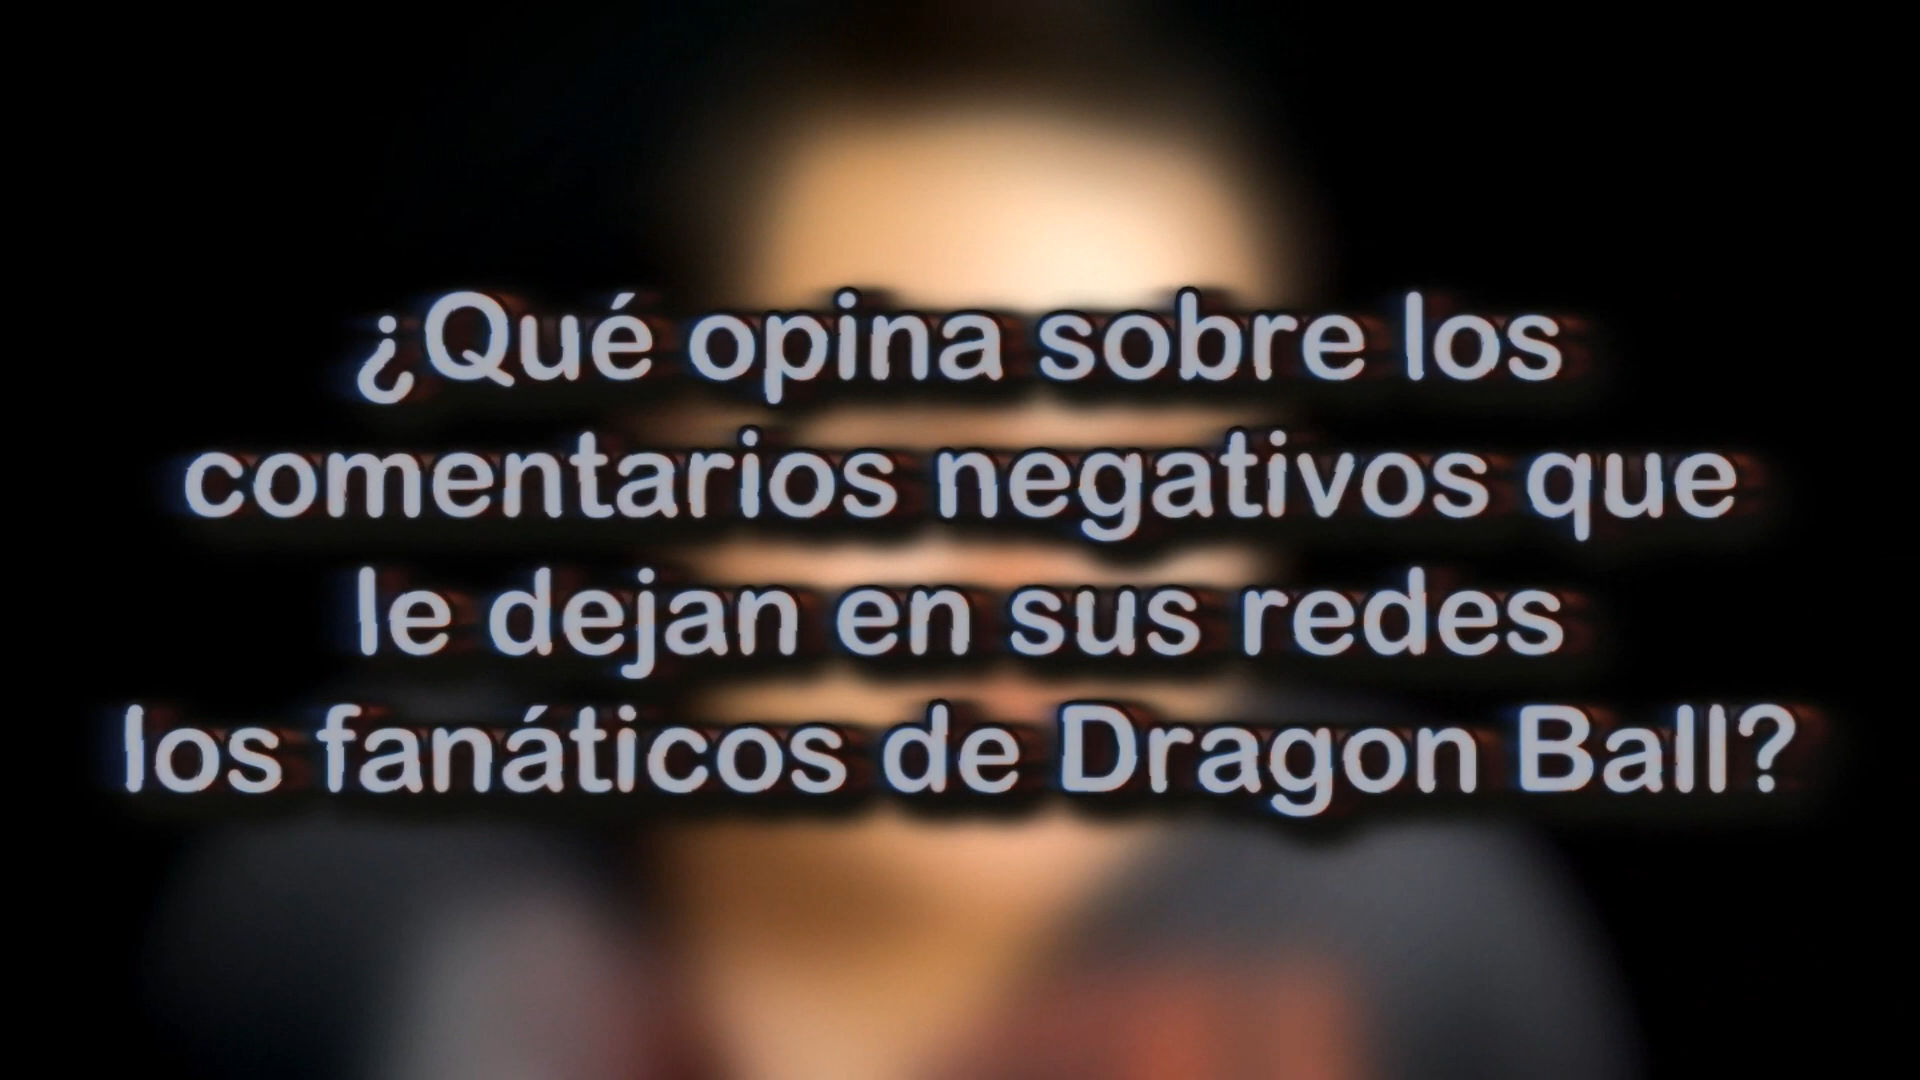 ¿Qué opina sobre los
comentarios negativos que
le dejan en sus redes
los fanáticos de Dragon Ball?